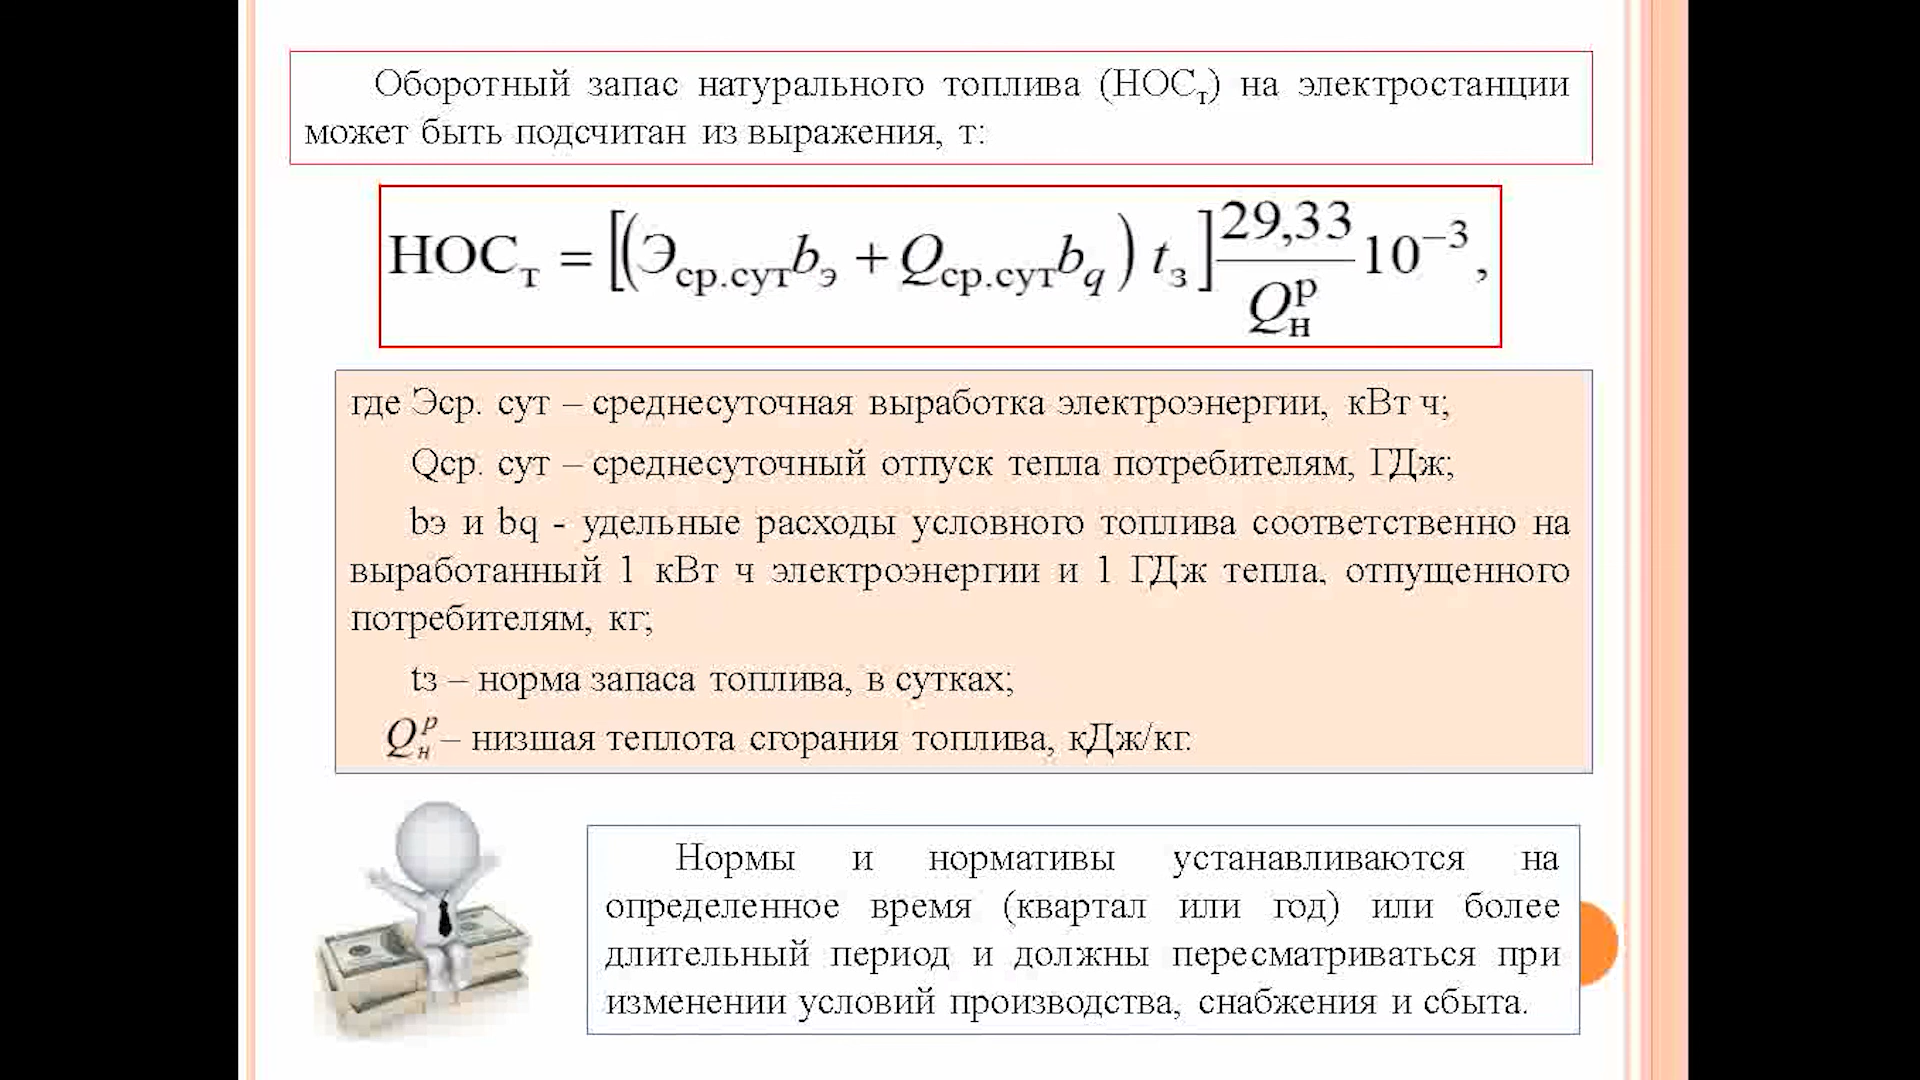 Оборотный запас натурального топлива (НОСт) на электростанции
может быть подсчитан из выражения, т:
НОСт = [(Эср.сут bэ + Qср.сут bq) tз] 29,33/Qнр 10⁻³,
где Эср. сут – среднесуточная выработка электроэнергии, кВт ч;
Qср. сут – среднесуточный отпуск тепла потребителям, ГДж;
bэ и bq - удельные расходы условного топлива соответственно на
выработанный 1 кВт ч электроэнергии и 1 ГДж тепла, отпущенного
потребителям, кг;
tз – норма запаса топлива, в сутках;
Qнр – низшая теплота сгорания топлива, кДж/кг.
Нормы и нормативы устанавливаются на
определенное время (квартал или год) или более
длительный период и должны пересматриваться при
изменении условий производства, снабжения и сбыта.